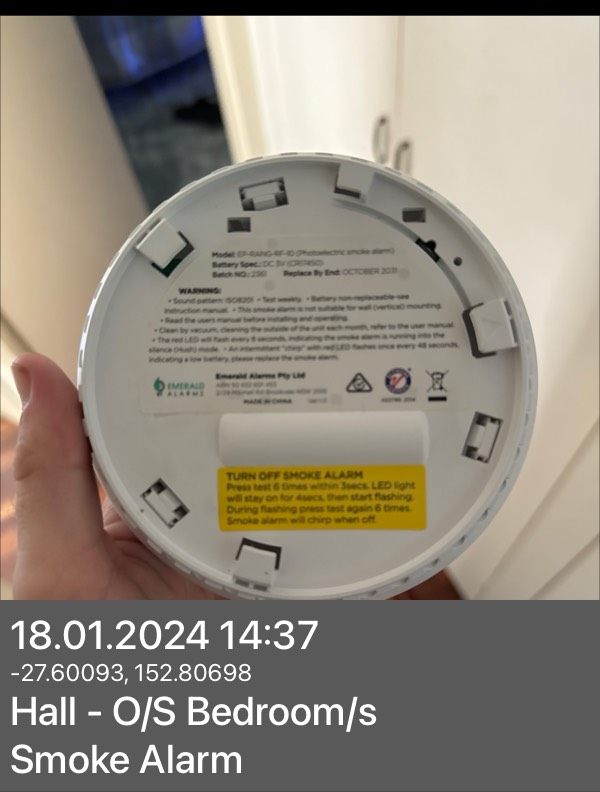 Model: EP-RANG-RF-10 (Photoelectric smoke alarm)
Battery Spec.: DC 3V (CR17450)
Batch NO.: 2361 Replace By End: OCTOBER 2031
WARNING:
• Sound pattern: ISO8201 • Test weekly. • Battery non-replaceable-see
instruction manual. • This smoke alarm is not suitable for wall (vertical) mounting.
• Read the users manual before installing and operating.
• Clean by vacuum, cleaning the outside of the unit each month, refer to the user manual.
• The red LED will flash every 8 seconds, indicating the smoke alarm is running into the
silence (Hush) mode. • An intermittent "chirp" with red LED flashes once every 48 seconds,
indicating a low battery, please replace the smoke alarm.
EMERALD
ALARMS
Emerald Alarms Pty Ltd
MADE IN CHINA
TURN OFF SMOKE ALARM
Press test 6 times within 3secs. LED light
will stay on for 4secs, then start flashing.
During flashing press test again 6 times.
Smoke alarm will chirp when off.
18.01.2024 14:37
-27.60093, 152.80698
Hall - O/S Bedroom/s
Smoke Alarm